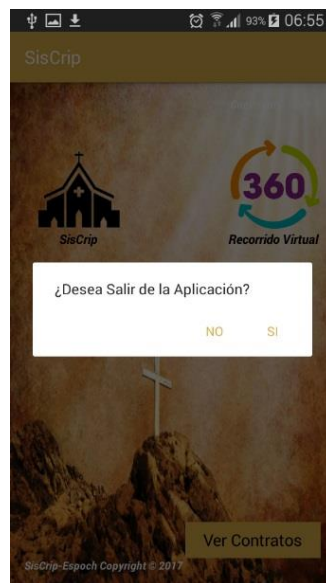 93% 06:55
SisCrip
360
SisCrip
Recorrido Virtual
¿Desea Salir de la Aplicación?
NO SI
Ver Contratos
SisCrip-Espoch Copyright © 2017